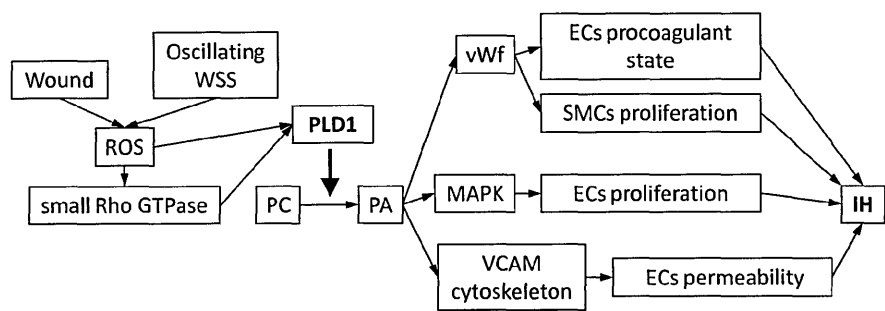 Wound
Oscillating
WSS
ROS
small Rho GTPase
PLD1
PC
PA
vWf
MAPK
VCAM
cytoskeleton
ECs procoagulant
state
SMCs proliferation
ECs proliferation
ECs permeability
IH